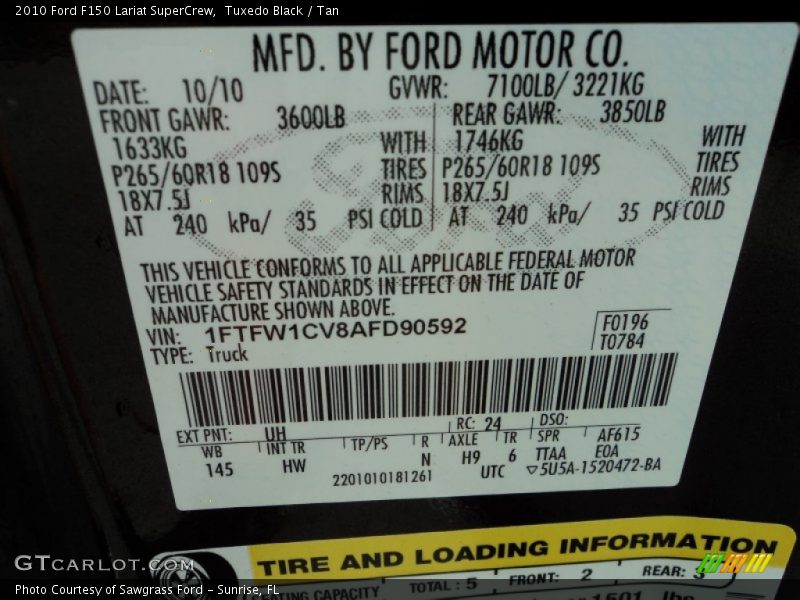 2010 Ford F150 Lariat SuperCrew,  Tuxedo Black / Tan
MFD. BY FORD MOTOR CO.
DATE: 10/10 GVWR: 7100LB/ 3221KG
FRONT GAWR: 3600LB REAR GAWR: 3850LB
1633KG WITH 1746KG WITH
P265/60R18 109S TIRES P265/60R18 109S TIRES
18X7.5J RIMS 18X7.5J RIMS
AT 240 kPa/ 35 PSI COLD AT 240 kPa/ 35 PSI COLD
THIS VEHICLE CONFORMS TO ALL APPLICABLE FEDERAL MOTOR
VEHICLE SAFETY STANDARDS IN EFFECT ON THE DATE OF
MANUFACTURE SHOWN ABOVE.
VIN: 1FTFW1CV8AFD90592 F0196
TYPE: Truck T0784
EXT PNT: UH RC: 24 DSO:
WB INT TR TP/PS R AXLE TR SPR AF615
145 HW N H9 6 TTAA E0A
2201010181261 UTC ▽5U5A-1520472-BA
TIRE AND LOADING INFORMATION
SEATING CAPACITY TOTAL: 5 FRONT: 2 REAR: 3
1501 lbs
GTCARLOT.COM
Photo Courtesy of Sawgrass Ford - Sunrise, FL